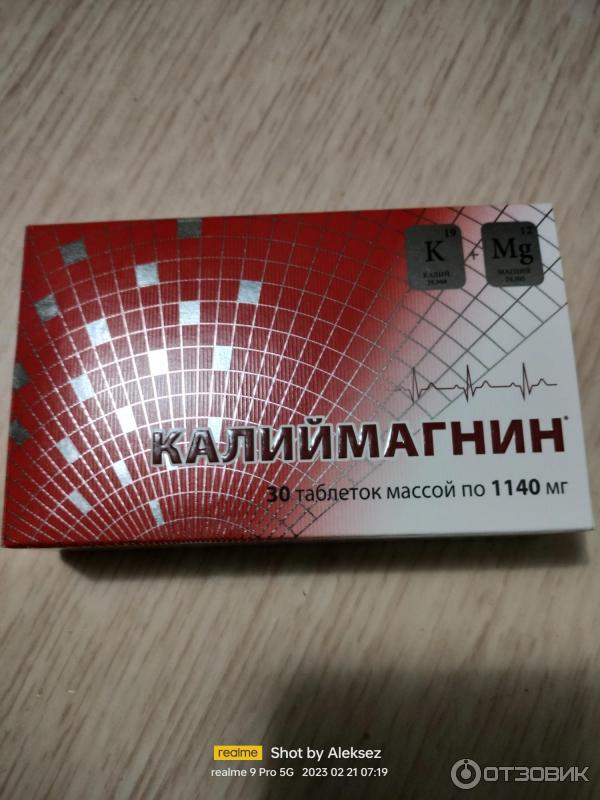 19 12
K + Mg
КАЛИЙ МАГНИЙ
КАЛИЙМАГНИН®
30 таблеток массой по 1140 мг
realme Shot by Aleksez
realme 9 Pro 5G 2023 02 21 07:19
ОТЗОВИК